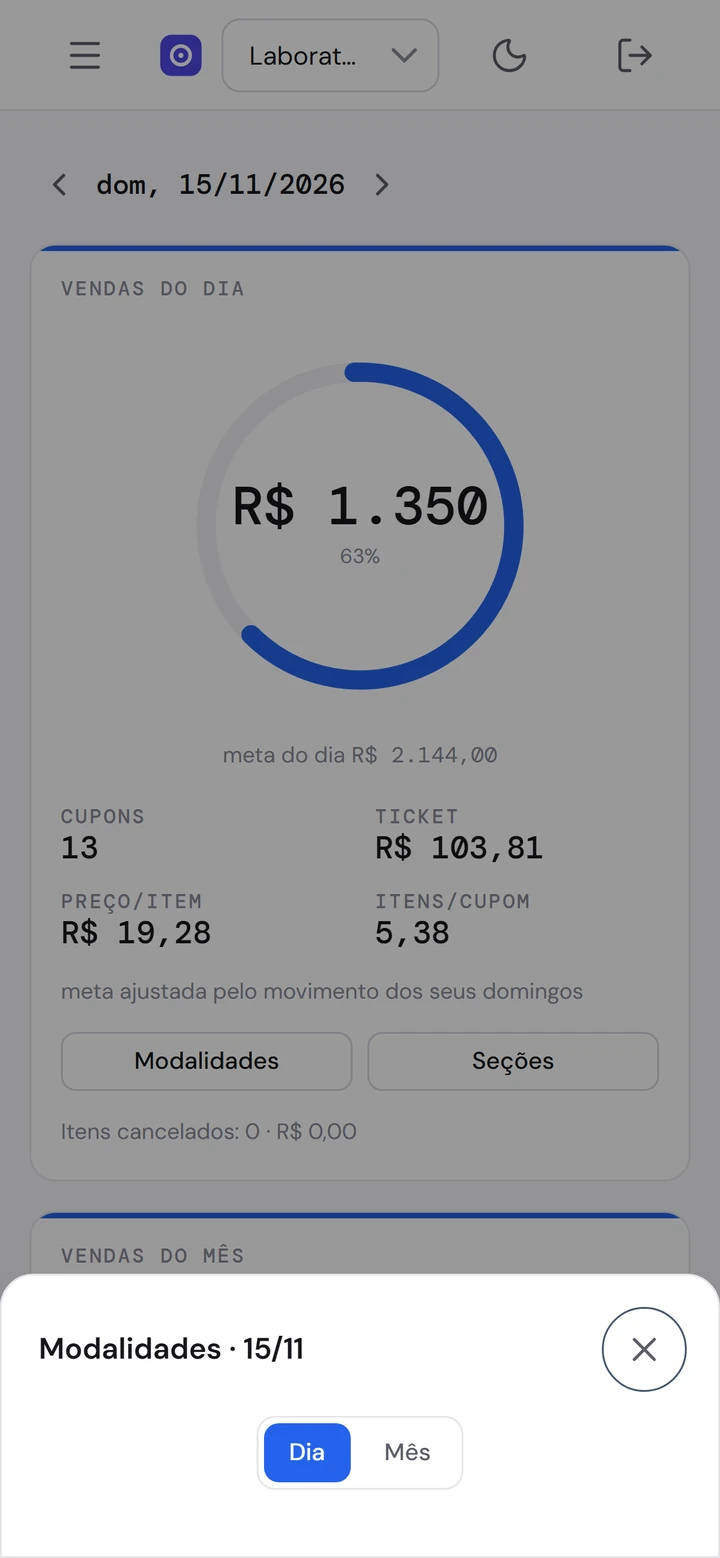 Laborat...
dom, 15/11/2026
VENDAS DO DIA
R$ 1.350
63%
meta do dia R$ 2.144,00
CUPONS
13
TICKET
R$ 103,81
PREÇO/ITEM
R$ 19,28
ITENS/CUPOM
5,38
meta ajustada pelo movimento dos seus domingos
Modalidades
Seções
Itens cancelados: 0 · R$ 0,00
VENDAS DO MÊS
Modalidades · 15/11
Dia
Mês